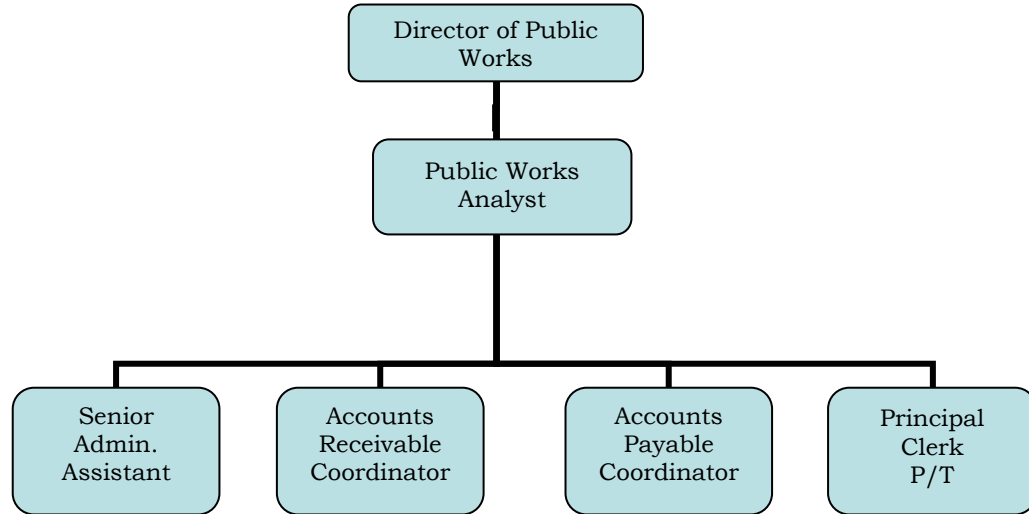 Director of Public
Works
Public Works
Analyst
Senior
Admin.
Assistant
Accounts
Receivable
Coordinator
Accounts
Payable
Coordinator
Principal
Clerk
P/T